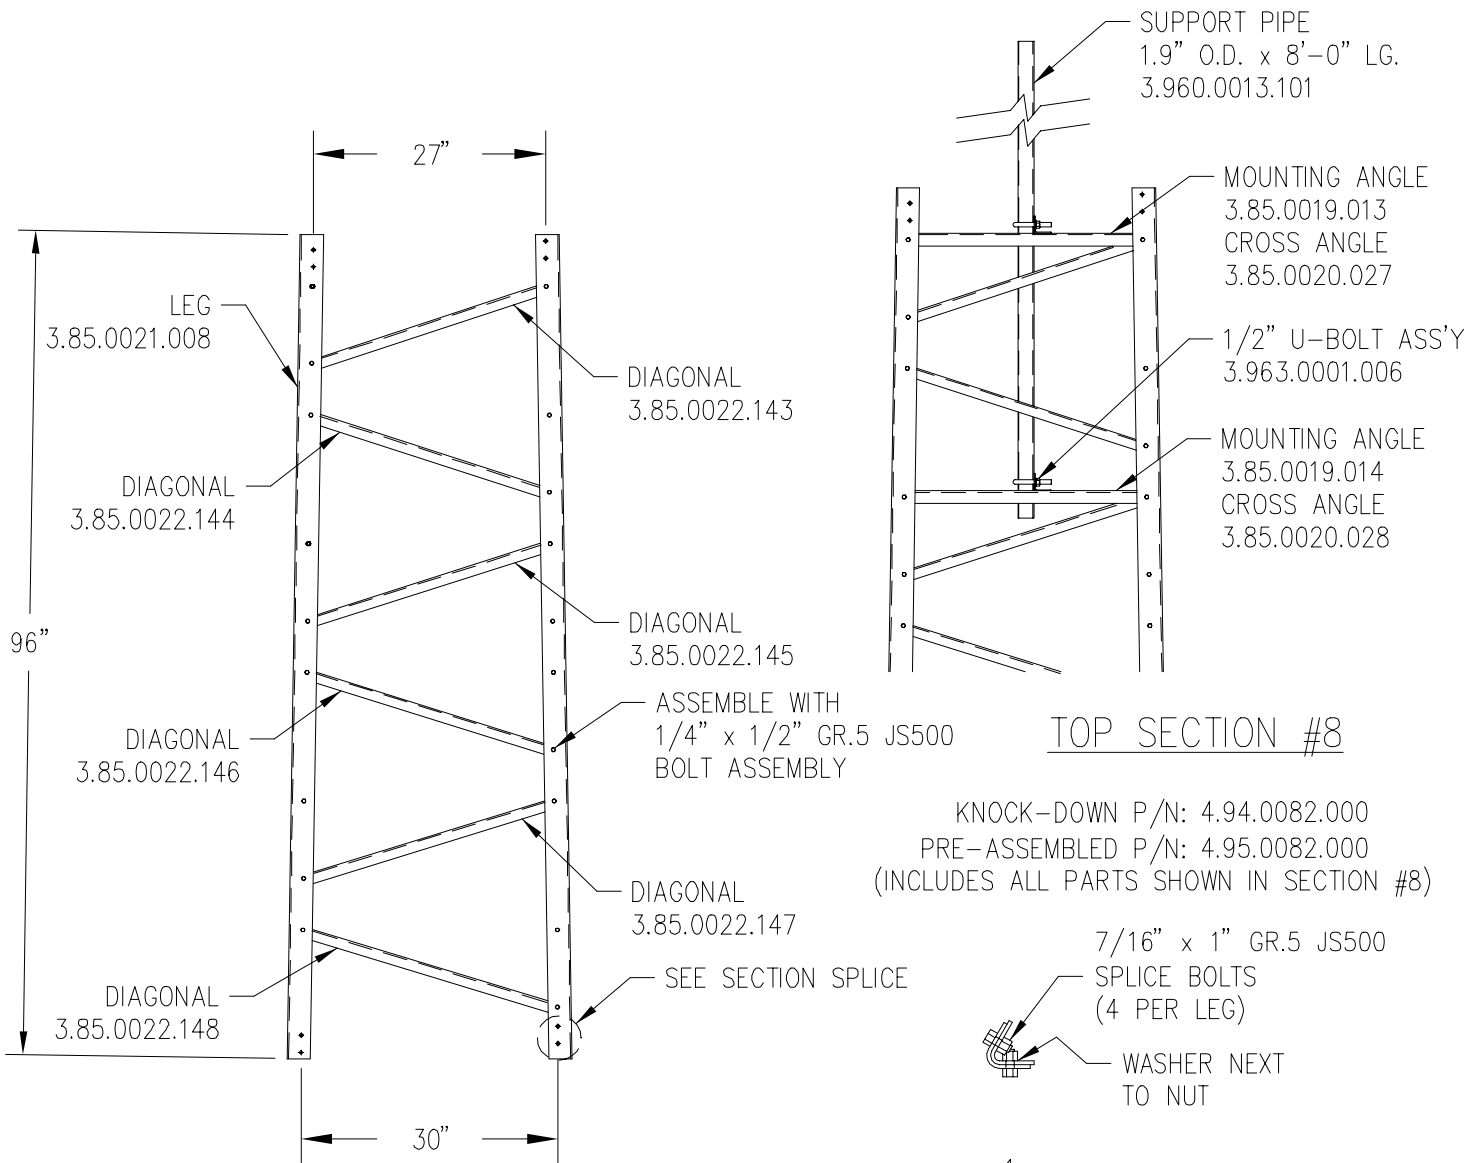 SUPPORT PIPE
1.9" O.D. x 8'-0" LG.
3.960.0013.101
27"
MOUNTING ANGLE
3.85.0019.013
CROSS ANGLE
3.85.0020.027
LEG
3.85.0021.008
1/2" U-BOLT ASS'Y
3.963.0001.006
DIAGONAL
3.85.0022.143
MOUNTING ANGLE
3.85.0019.014
CROSS ANGLE
3.85.0020.028
DIAGONAL
3.85.0022.144
96"
DIAGONAL
3.85.0022.145
ASSEMBLE WITH
1/4" x 1/2" GR.5 JS500
BOLT ASSEMBLY
DIAGONAL
3.85.0022.146
TOP SECTION #8
KNOCK-DOWN P/N: 4.94.0082.000
PRE-ASSEMBLED P/N: 4.95.0082.000
(INCLUDES ALL PARTS SHOWN IN SECTION #8)
DIAGONAL
3.85.0022.147
SEE SECTION SPLICE
7/16" x 1" GR.5 JS500
SPLICE BOLTS
(4 PER LEG)
DIAGONAL
3.85.0022.148
WASHER NEXT
TO NUT
30"